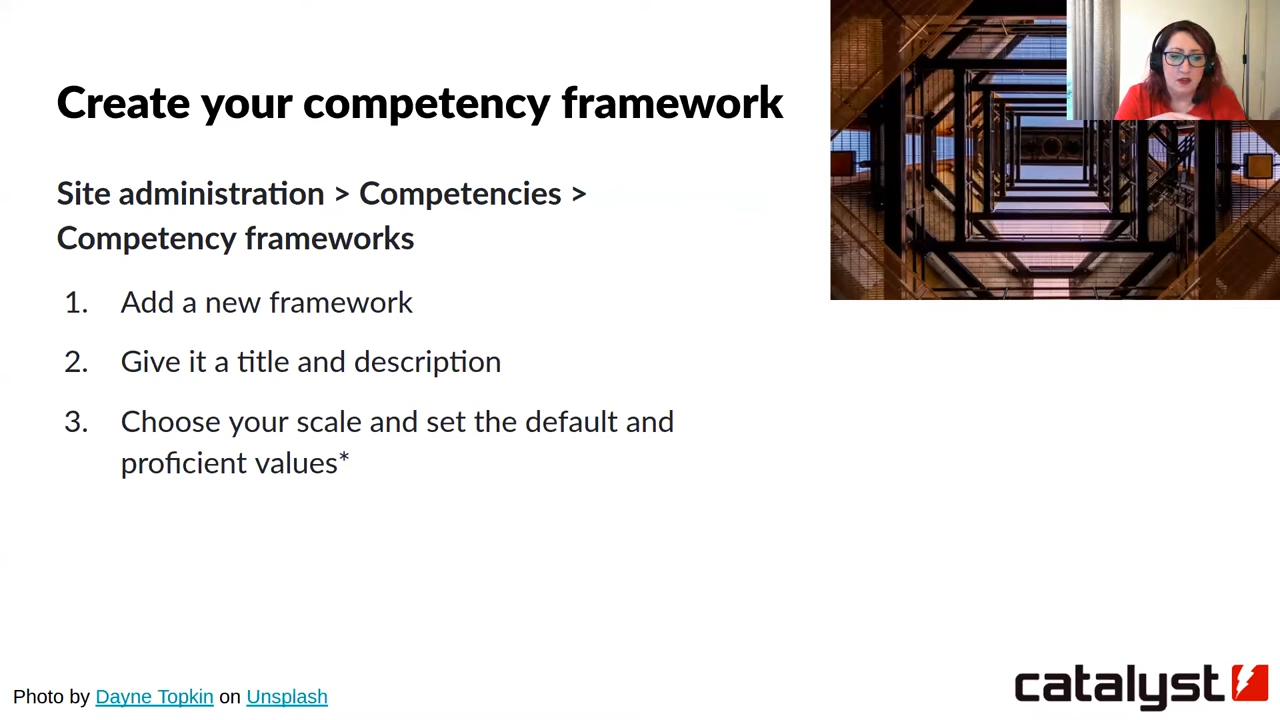 Create your competency framework
Site administration > Competencies >
Competency frameworks
1. Add a new framework
2. Give it a title and description
3. Choose your scale and set the default and
proficient values*
Photo by Dayne Topkin on Unsplash
catalyst